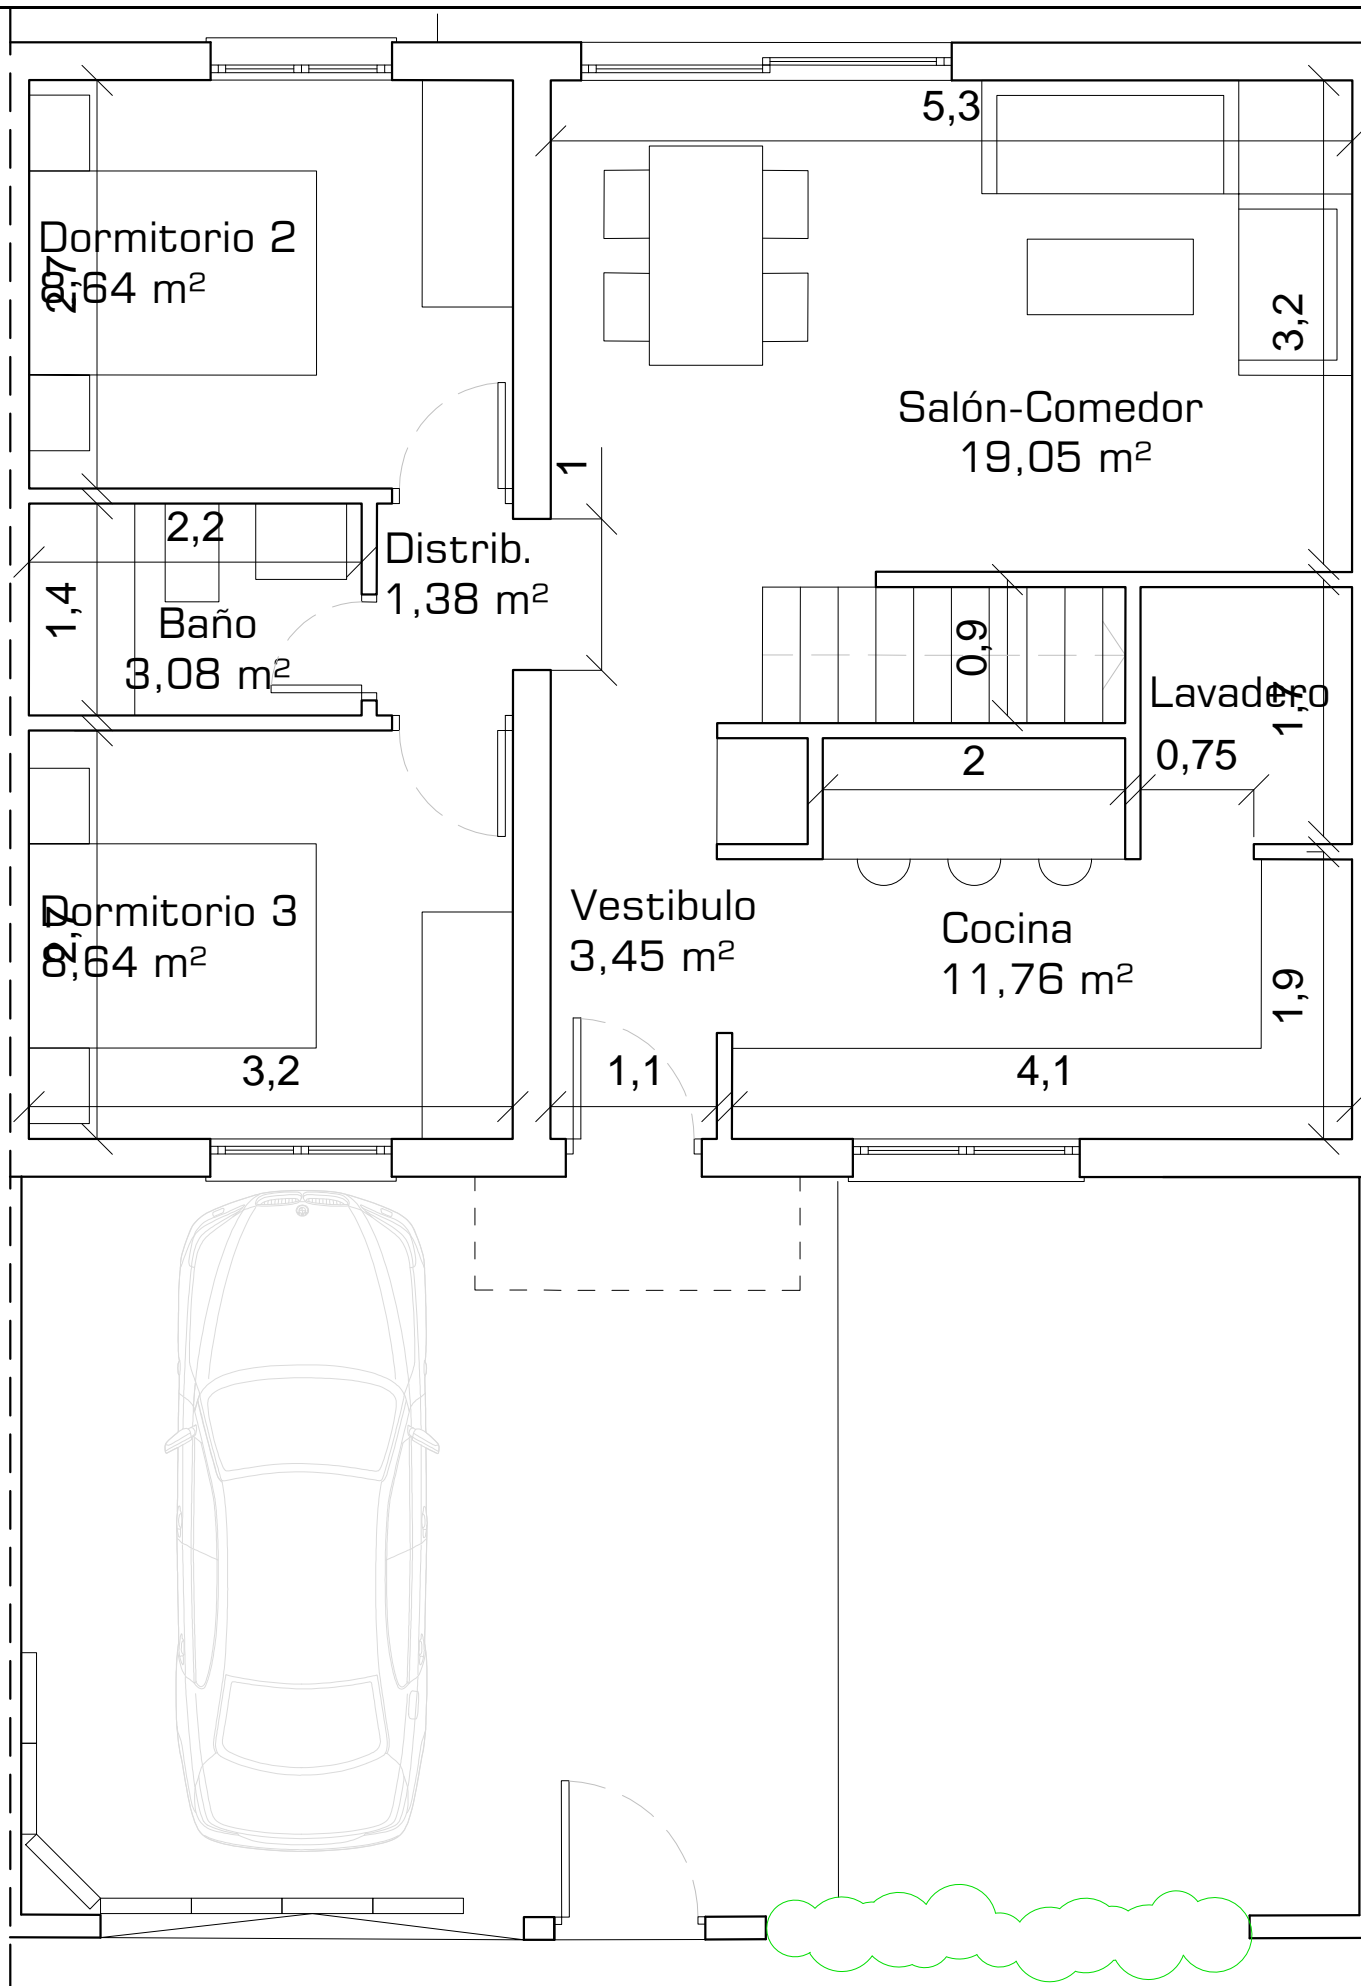 5,3
Dormitorio 2
8,64 m²
2,7
3,2
Salón-Comedor
19,05 m²
1
2,2
Distrib.
1,38 m²
1,4
Baño
3,08 m²
0,9
Lavadero
1,7
2
0,75
Dormitorio 3
8,64 m²
2,7
Vestibulo
3,45 m²
Cocina
11,76 m²
1,9
3,2
1,1
4,1